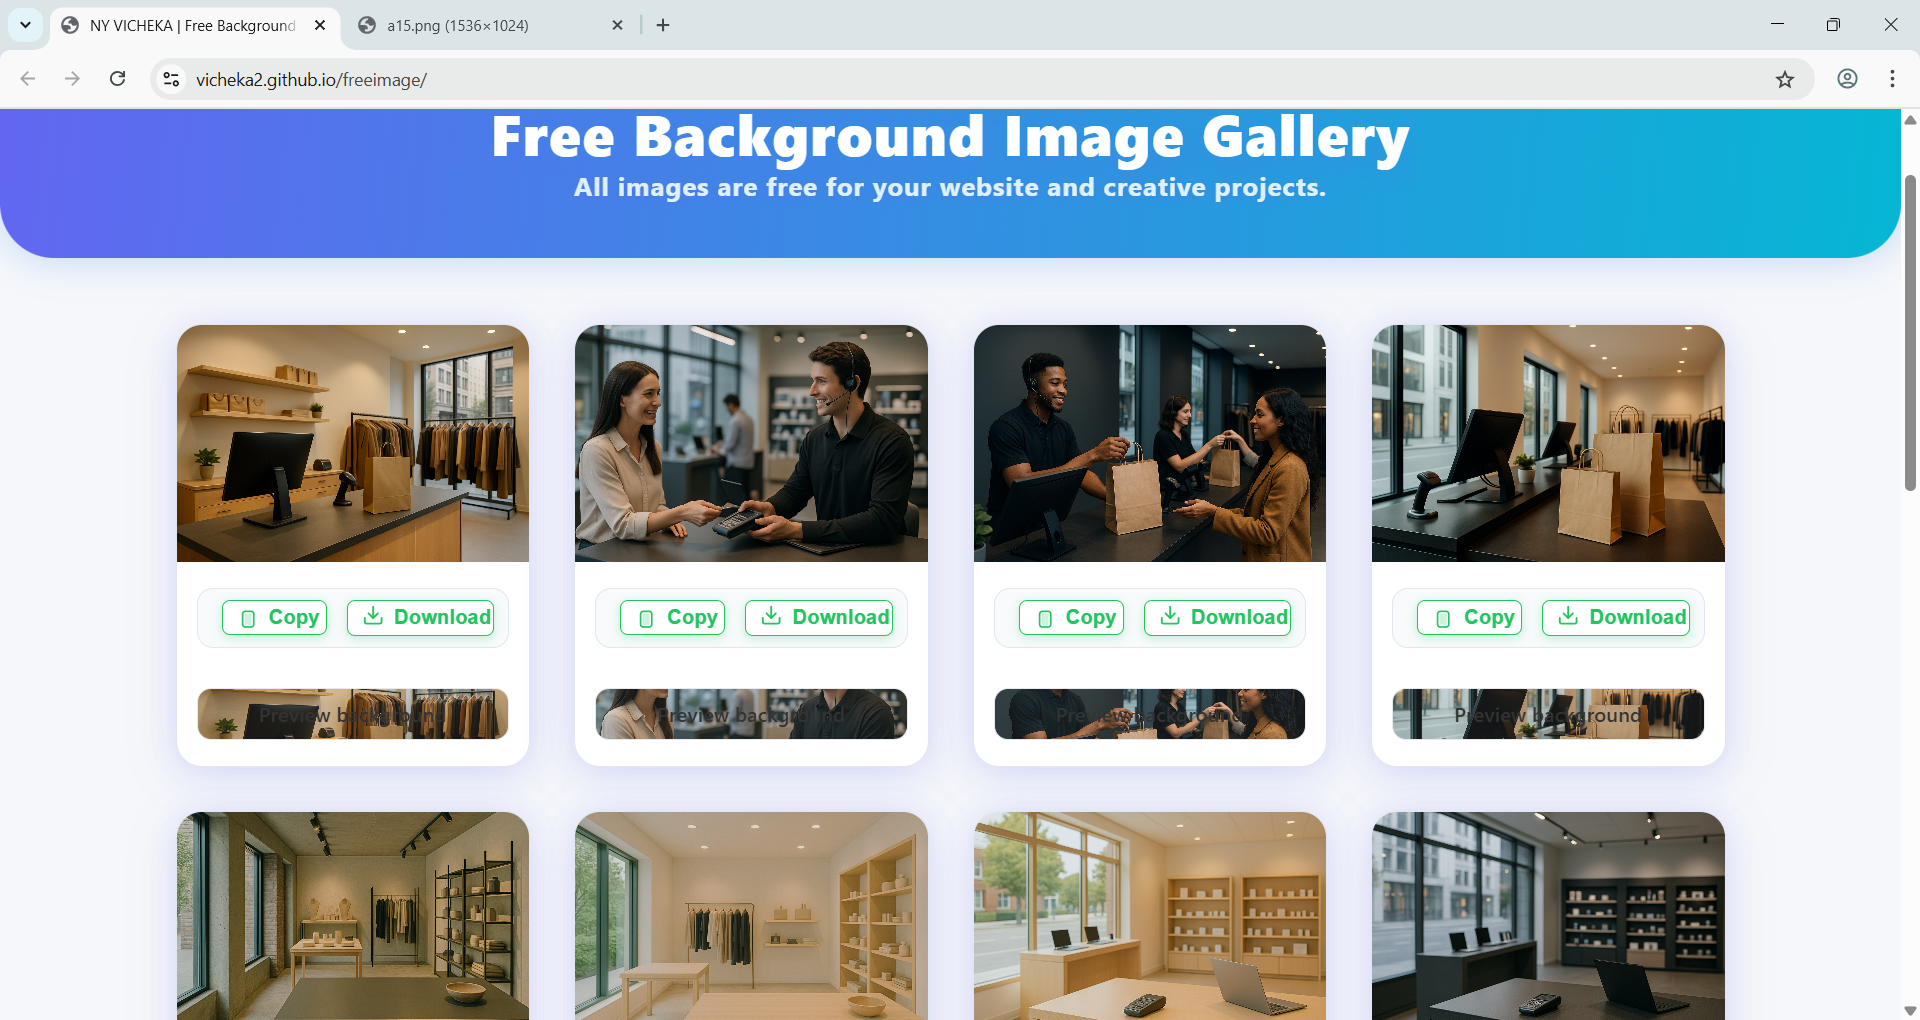 NY VICHEKA | Free Background
a15.png (1536×1024)
vicheka2.github.io/freeimage/
Free Background Image Gallery
All images are free for your website and creative projects.
Copy Download
Copy Download
Copy Download
Copy Download
Preview background
Preview background
Preview background
Preview background